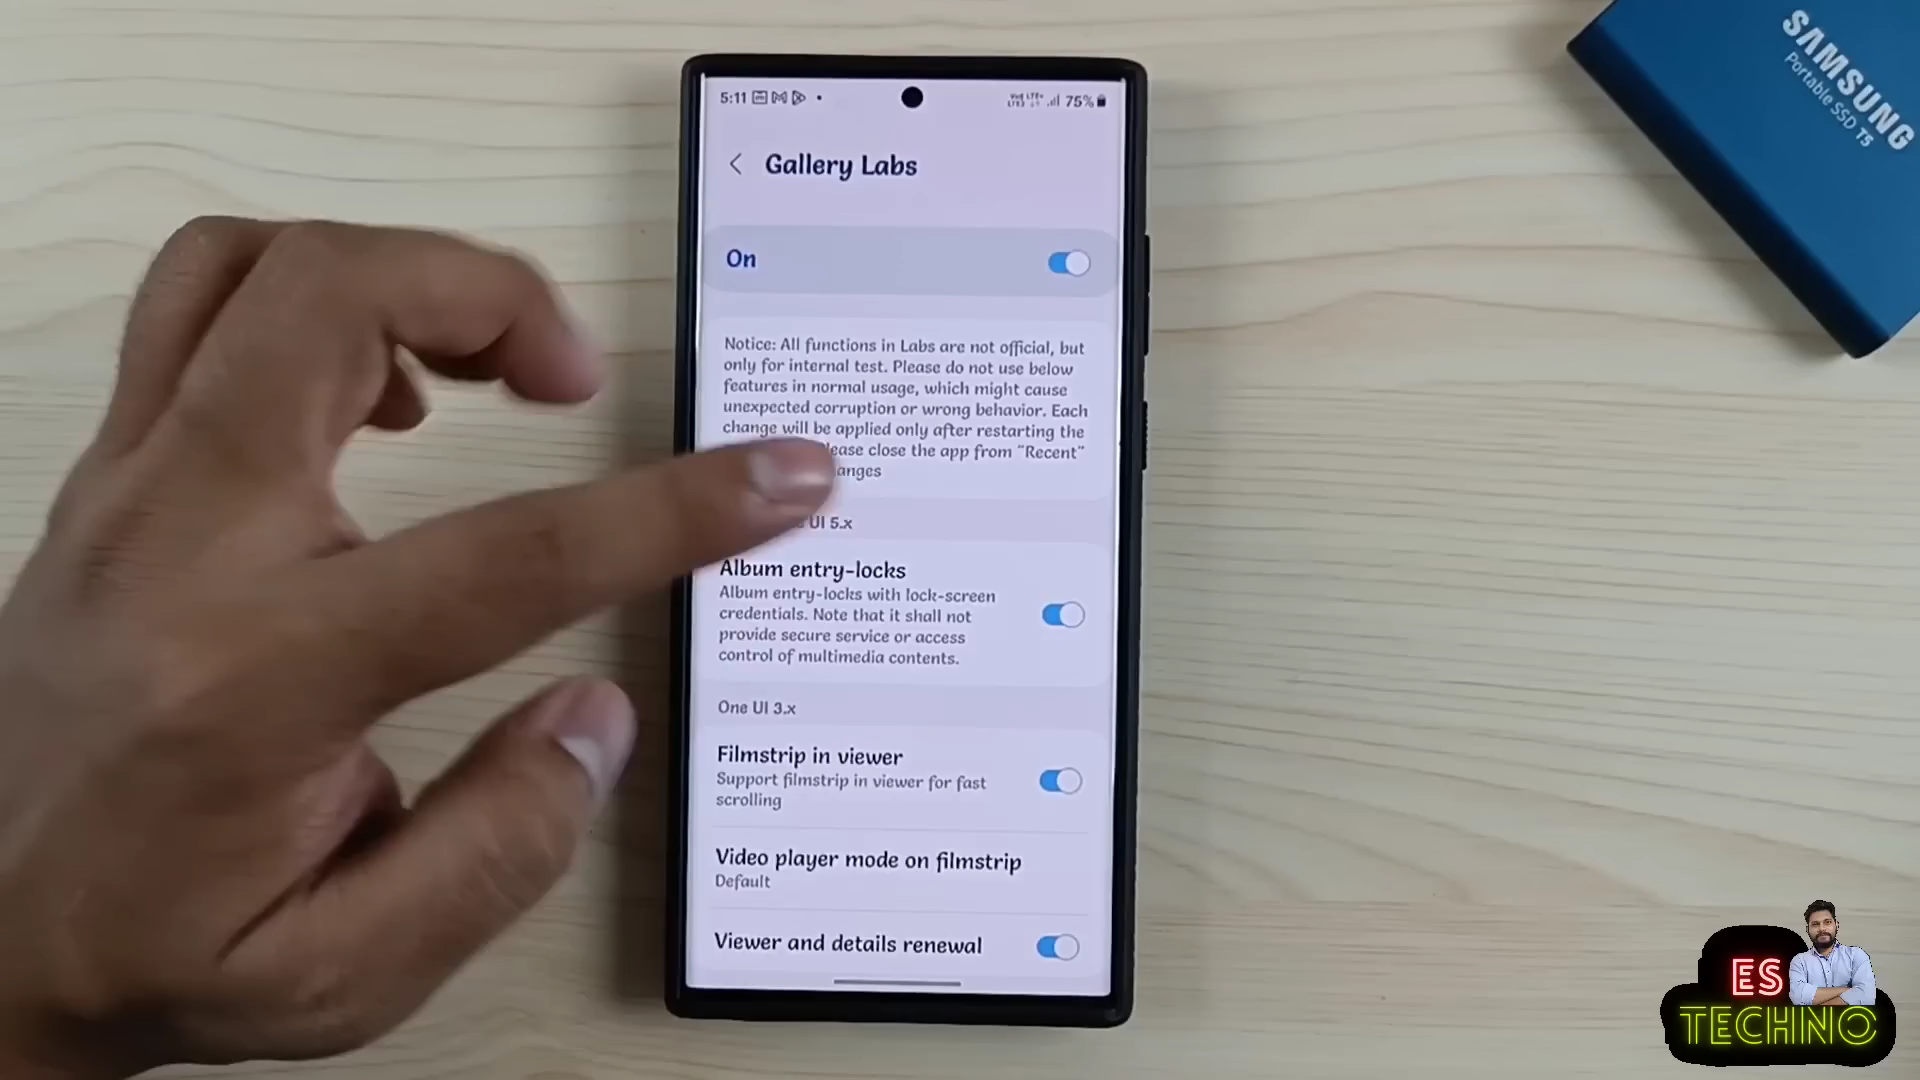 5:11
75%
Gallery Labs
On
Notice: All functions in Labs are not official, but
only for internal test. Please do not use below
features in normal usage, which might cause
unexpected corruption or wrong behavior. Each
change will be applied only after restarting the
close the app from "Recent"
UI 5.x
Album entry-locks
Album entry-locks with lock-screen
credentials. Note that it shall not
provide secure service or access
control of multimedia contents.
One UI 3.x
Filmstrip in viewer
Support filmstrip in viewer for fast
scrolling
Video player mode on filmstrip
Default
Viewer and details renewal
SAMSUNG
Portable SSD T5
ES
TECHNO